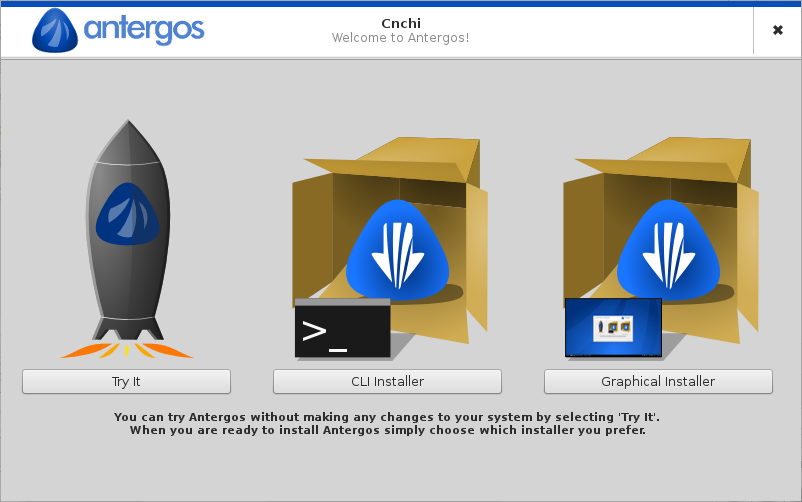 antergos
Cnchi
Welcome to Antergos!
✖
>_
Try It
CLI Installer
Graphical Installer
You can try Antergos without making any changes to your system by selecting 'Try It'.
When you are ready to install Antergos simply choose which installer you prefer.